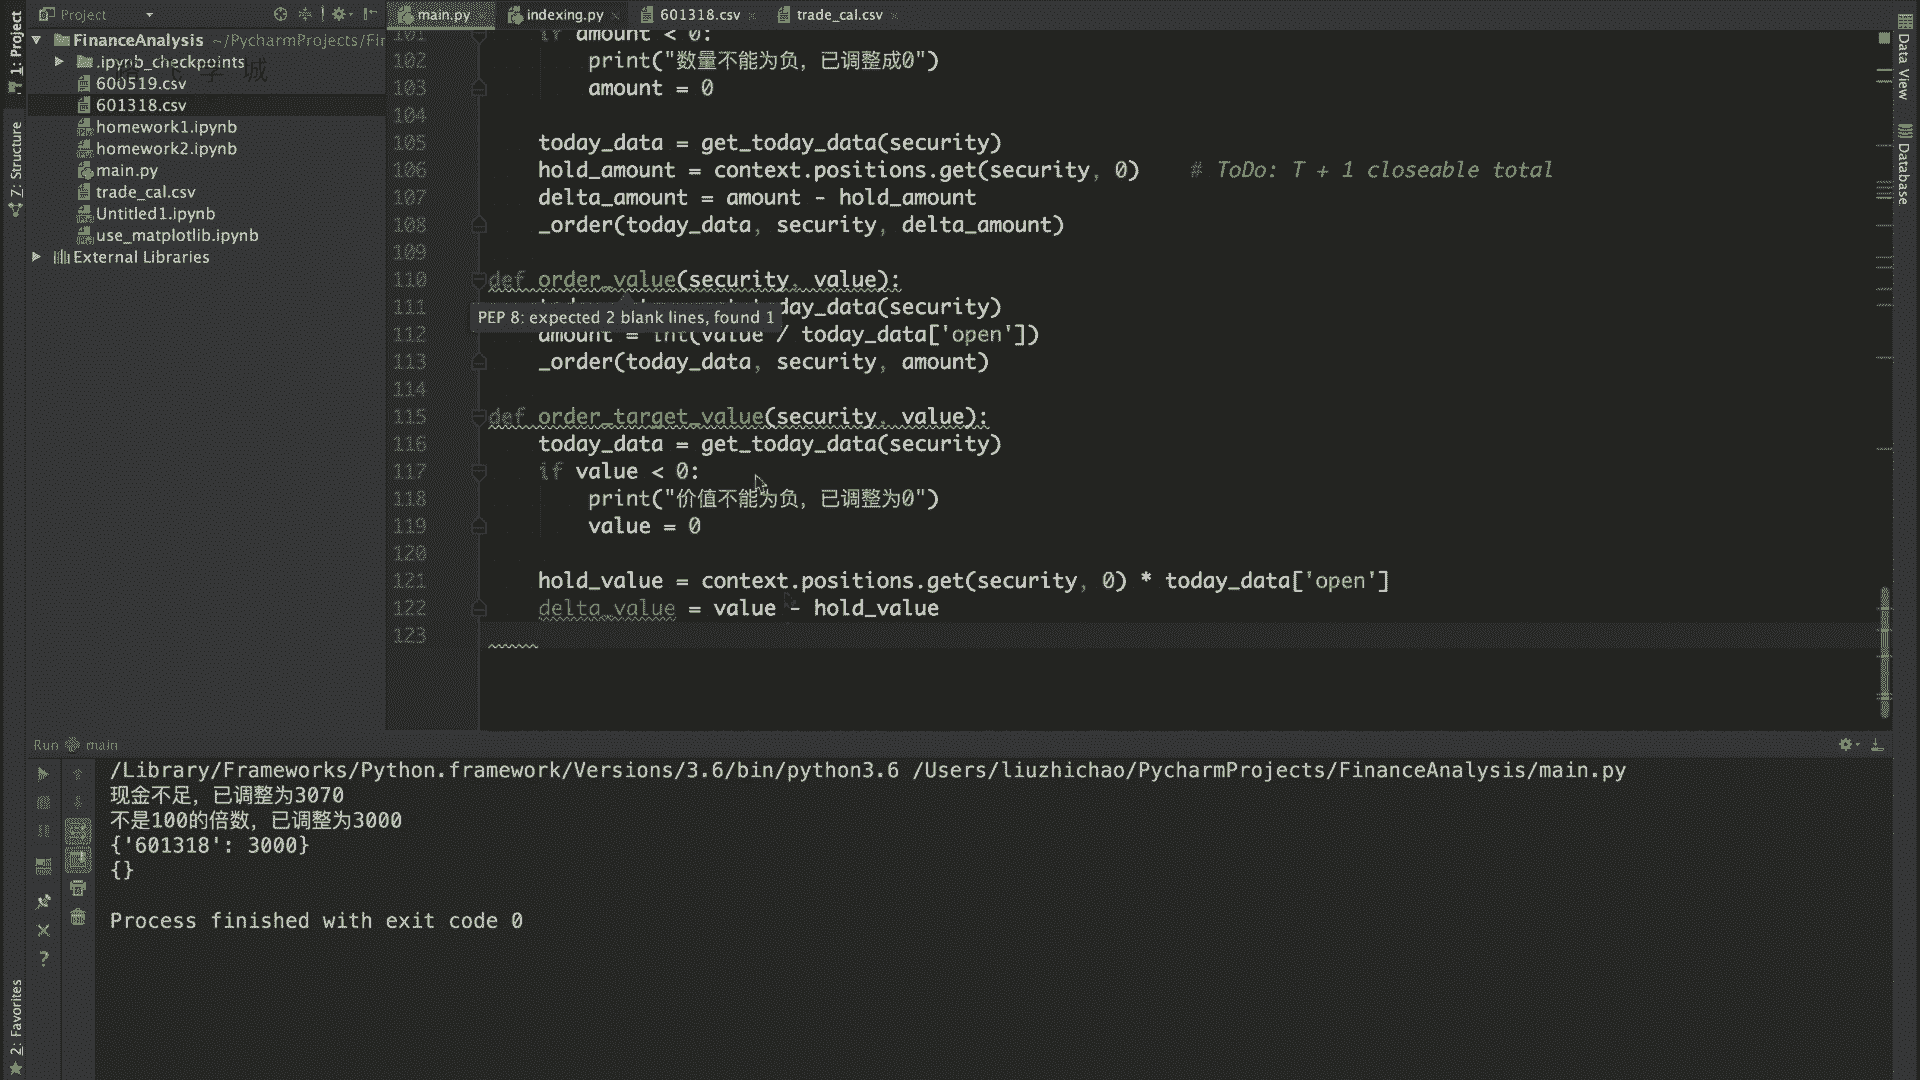 1: Project
7: Structure
2: Favorites
Project
FinanceAnalysis ~/PycharmProjects/Fi
.ipynb_checkpoints
600519.csv
601318.csv
homework1.ipynb
homework2.ipynb
main.py
trade_cal.csv
Untitled1.ipynb
use_matplotlib.ipynb
External Libraries
main.py indexing.py 601318.csv trade_cal.csv
101 if amount < 0:
102 print("数量不能为负，已调整成0")
103 amount = 0
104
105 today_data = get_today_data(security)
106 hold_amount = context.positions.get(security, 0) # ToDo: T + 1 closeable total
107 delta_amount = amount - hold_amount
108 _order(today_data, security, delta_amount)
109
110 def order_value(security, value):
111 day_data(security)
PEP 8: expected 2 blank lines, found 1
112 amount = int(value / today_data['open'])
113 _order(today_data, security, amount)
114
115 def order_target_value(security, value):
116 today_data = get_today_data(security)
117 if value < 0:
118 print("价值不能为负，已调整为0")
119 value = 0
120
121 hold_value = context.positions.get(security, 0) * today_data['open']
122 delta_value = value - hold_value
123
Data View
Database
Run main
/Library/Frameworks/Python.framework/Versions/3.6/bin/python3.6 /Users/liuzhichao/PycharmProjects/FinanceAnalysis/main.py
现金不足，已调整为3070
不是100的倍数，已调整为3000
{'601318': 3000}
{}
Process finished with exit code 0